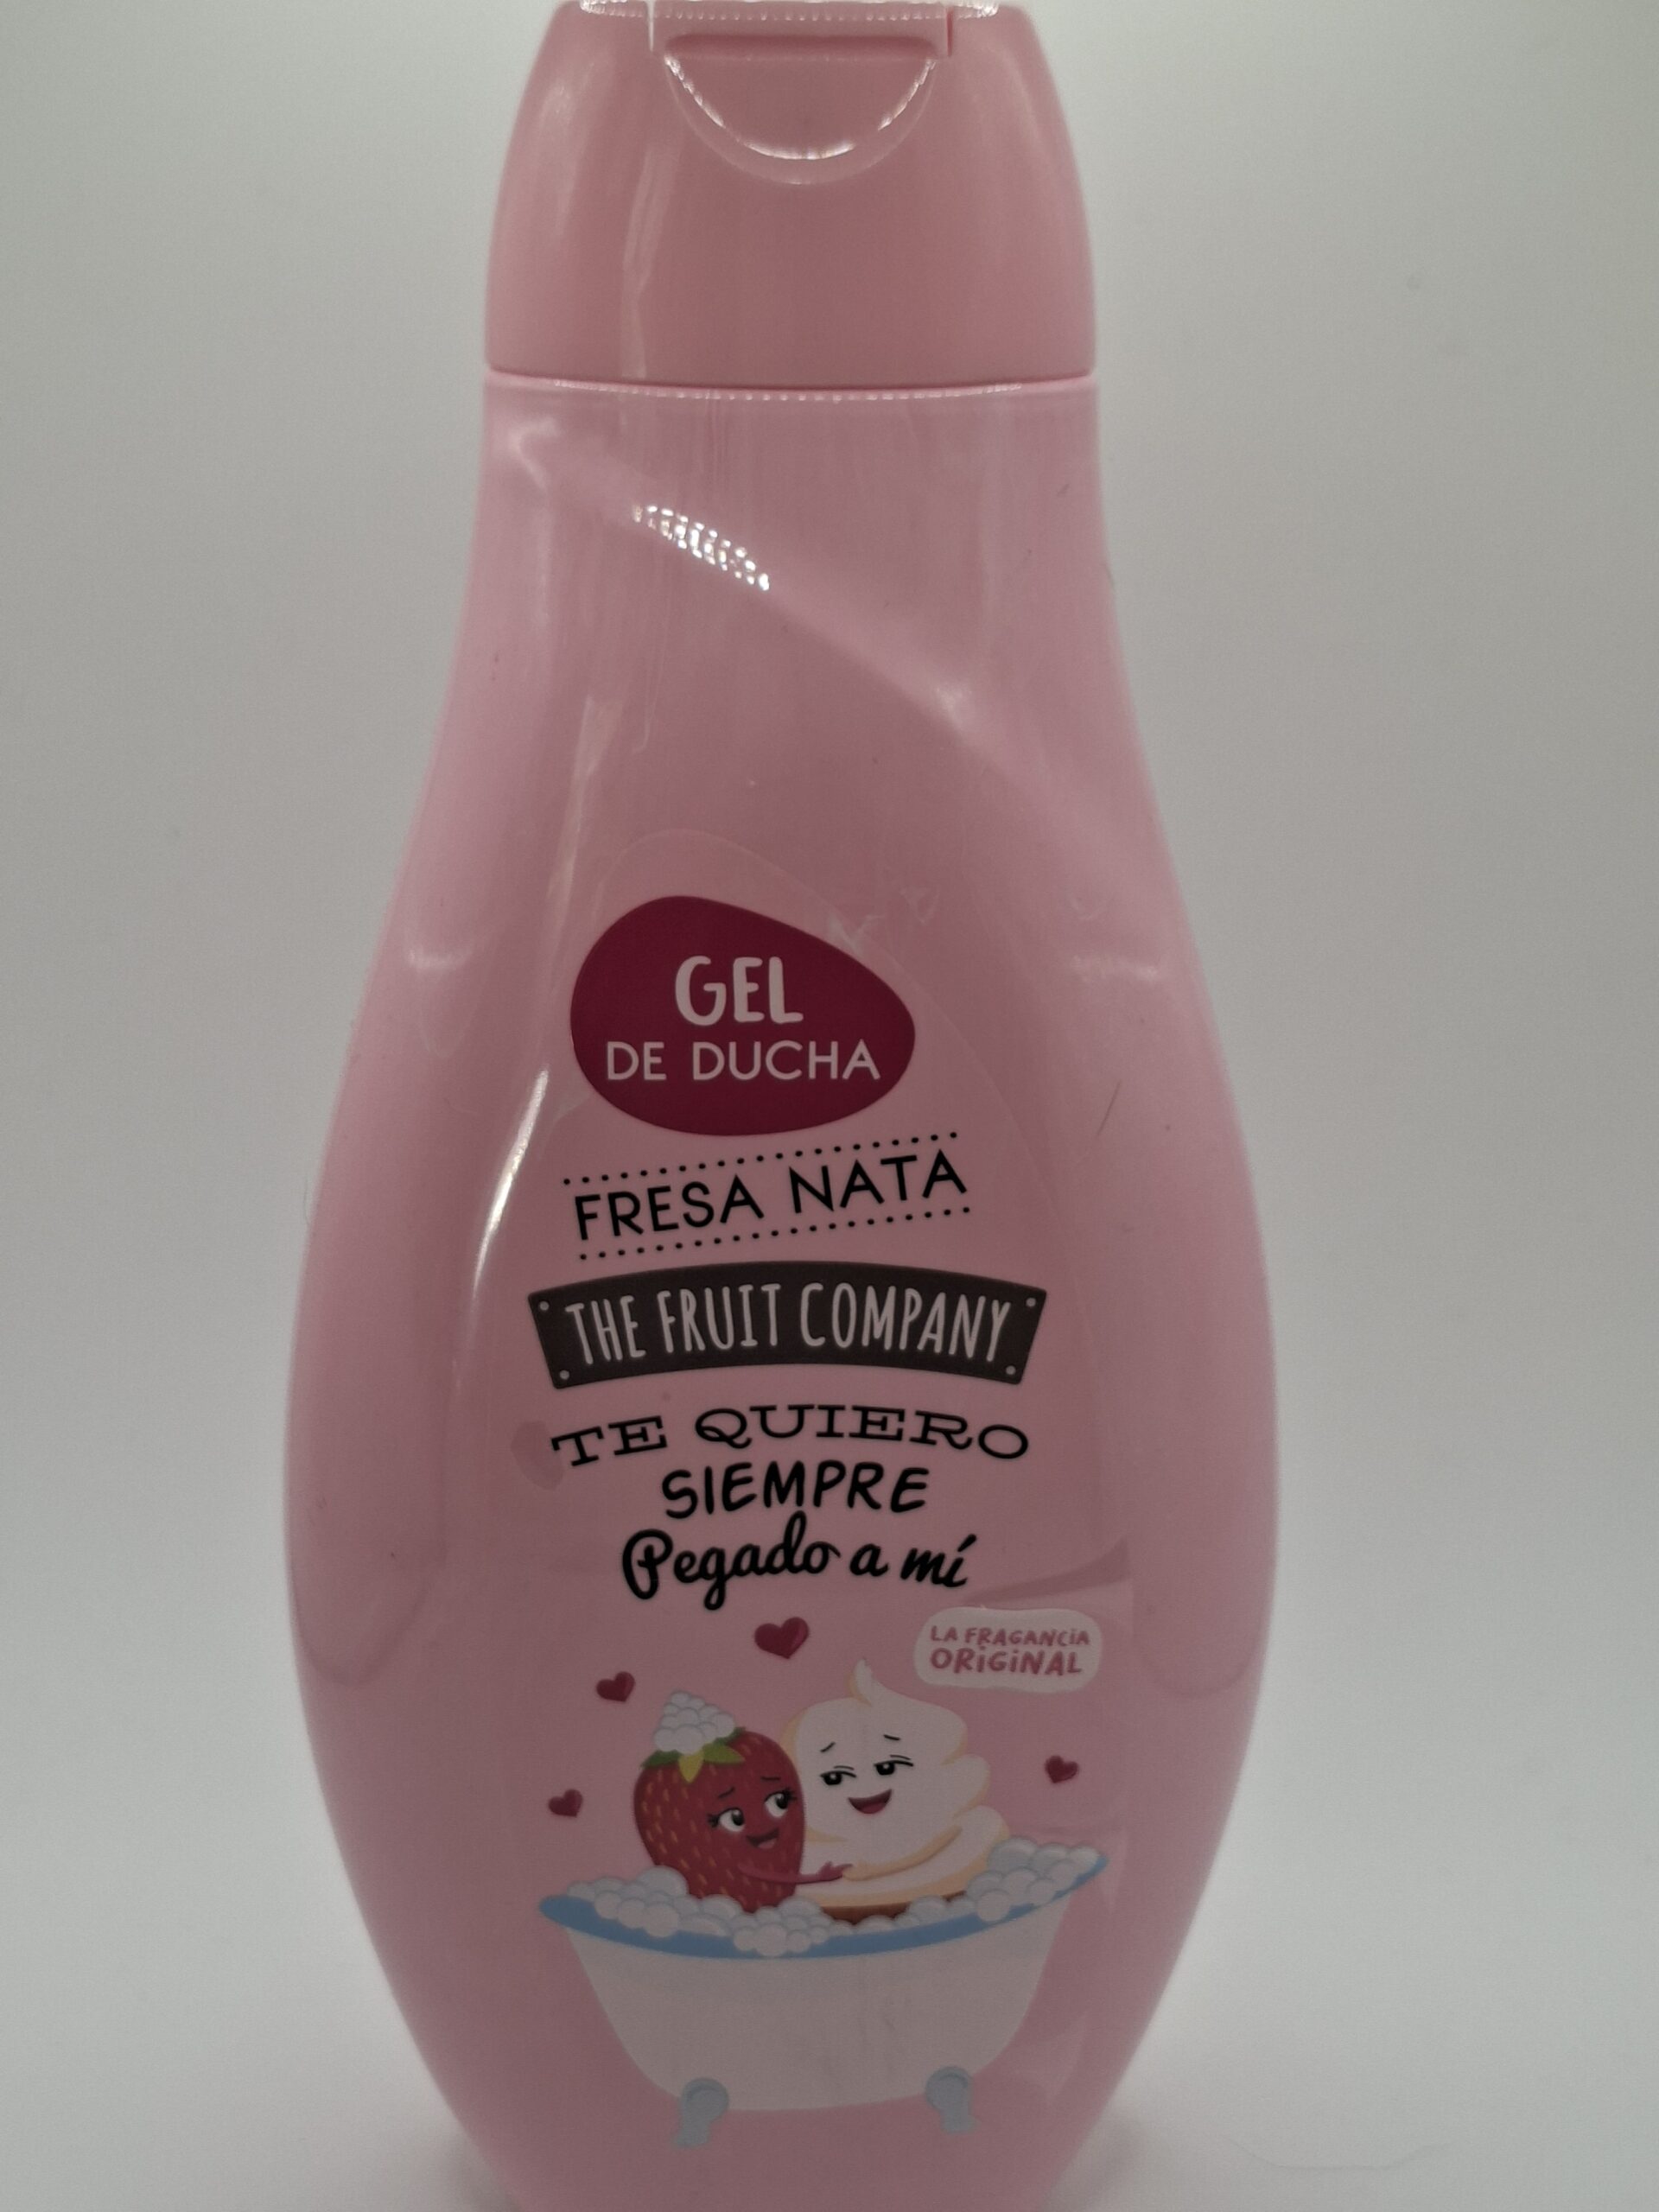 GEL
DE DUCHA
FRESA NATA
THE FRUIT COMPANY
TE QUIERO
SIEMPRE
Pegado a mí
LA FRAGANCIA
ORIGINAL